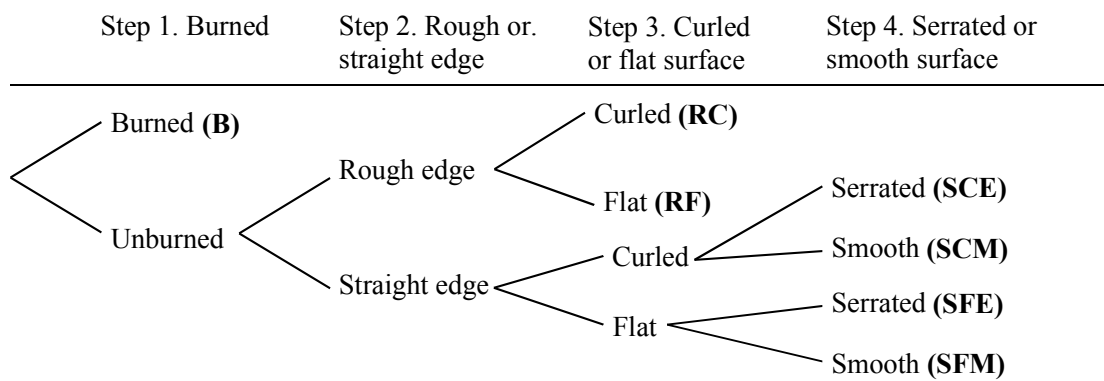 Step 1. Burned
Step 2. Rough or.
straight edge
Step 3. Curled
or flat surface
Step 4. Serrated or
smooth surface
Burned (B)
Unburned
Rough edge
Straight edge
Curled (RC)
Flat (RF)
Curled
Flat
Serrated (SCE)
Smooth (SCM)
Serrated (SFE)
Smooth (SFM)